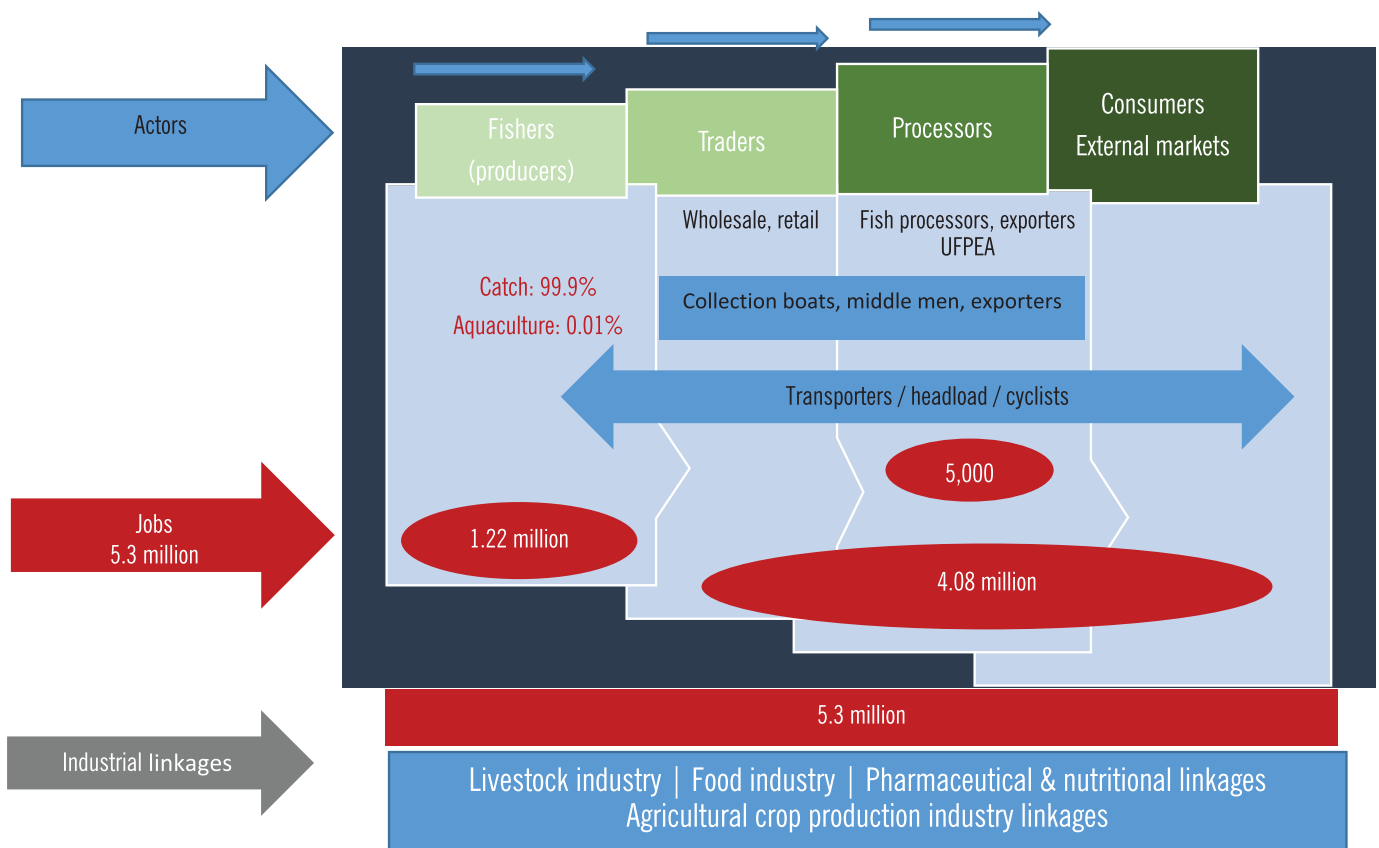 Actors
Fishers
(producers)
Traders
Processors
Consumers
External markets
Wholesale, retail
Fish processors, exporters
UFPEA
Catch: 99.9%
Aquaculture: 0.01%
Collection boats, middle men, exporters
Transporters / headload / cyclists
Jobs
5.3 million
1.22 million
5,000
4.08 million
5.3 million
Industrial linkages
Livestock industry | Food industry | Pharmaceutical & nutritional linkages
Agricultural crop production industry linkages